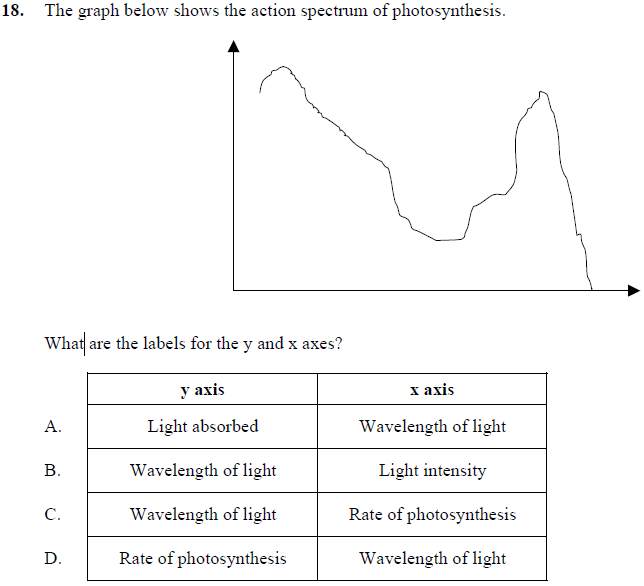 18. The graph below shows the action spectrum of photosynthesis.
What are the labels for the y and x axes?
y axis x axis
A. Light absorbed Wavelength of light
B. Wavelength of light Light intensity
C. Wavelength of light Rate of photosynthesis
D. Rate of photosynthesis Wavelength of light